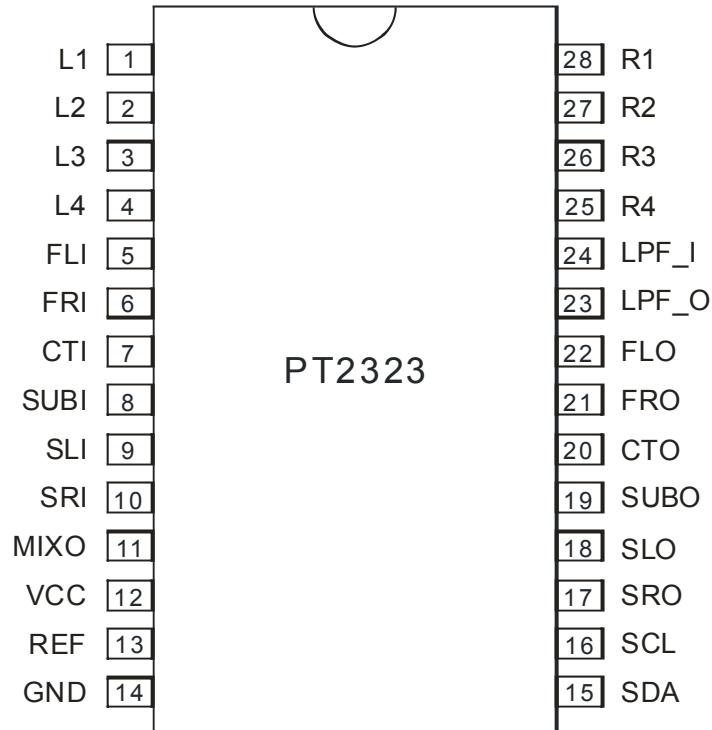 L1 1 28 R1
L2 2 27 R2
L3 3 26 R3
L4 4 25 R4
FLI 5 24 LPF_I
FRI 6 23 LPF_O
CTI 7 PT2323 22 FLO
SUBI 8 21 FRO
SLI 9 20 CTO
SRI 10 19 SUBO
MIXO 11 18 SLO
VCC 12 17 SRO
REF 13 16 SCL
GND 14 15 SDA